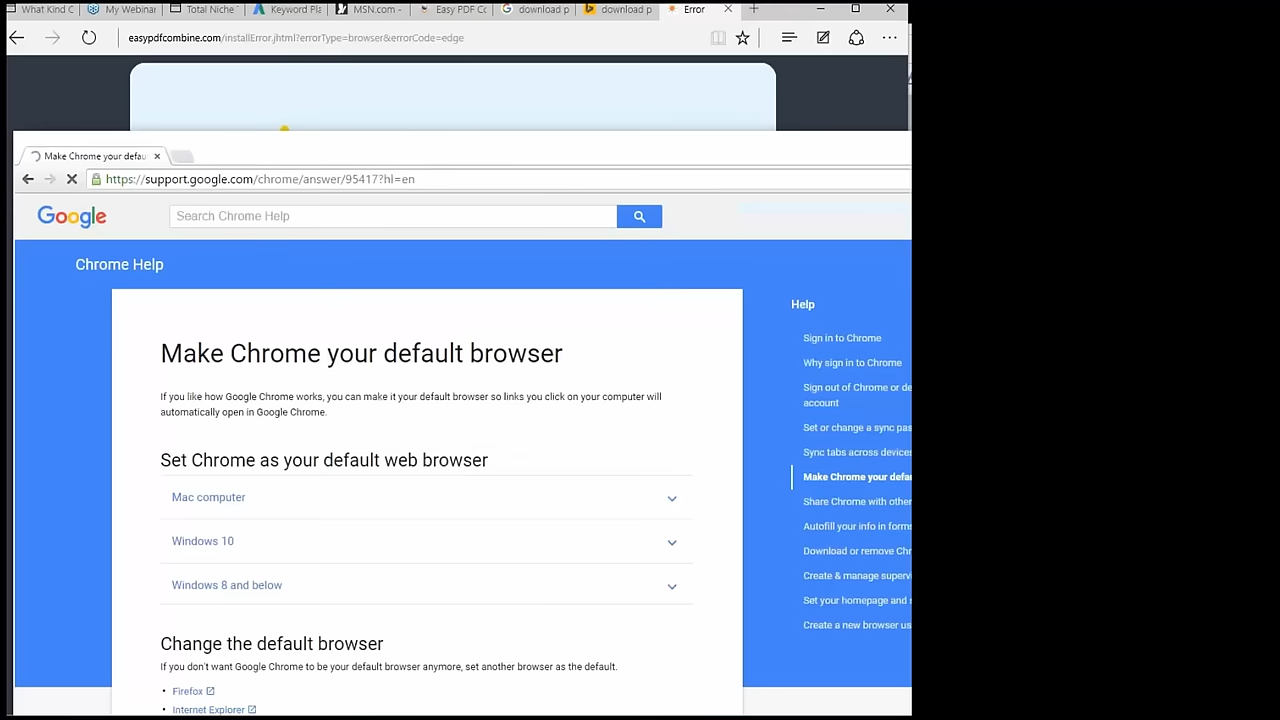 What Kind C
My Webinar
Total Niche
Keyword Pla
MSN.com -
Easy PDF Co
download p
download p
Error
easypdfcombine.com/installError.jhtml?errorType=browser&errorCode=edge
Make Chrome your defau
https://support.google.com/chrome/answer/95417?hl=en
Google
Search Chrome Help
Chrome Help
Make Chrome your default browser
If you like how Google Chrome works, you can make it your default browser so links you click on your computer will
automatically open in Google Chrome.
Set Chrome as your default web browser
Mac computer
Windows 10
Windows 8 and below
Change the default browser
If you don't want Google Chrome to be your default browser anymore, set another browser as the default.
• Firefox
• Internet Explorer
Help
Sign in to Chrome
Why sign in to Chrome
Sign out of Chrome or de
account
Set or change a sync pas
Sync tabs across devices
Make Chrome your defau
Share Chrome with other
Autofill your info in forms
Download or remove Chr
Create & manage supervi
Set your homepage and
Create a new browser us